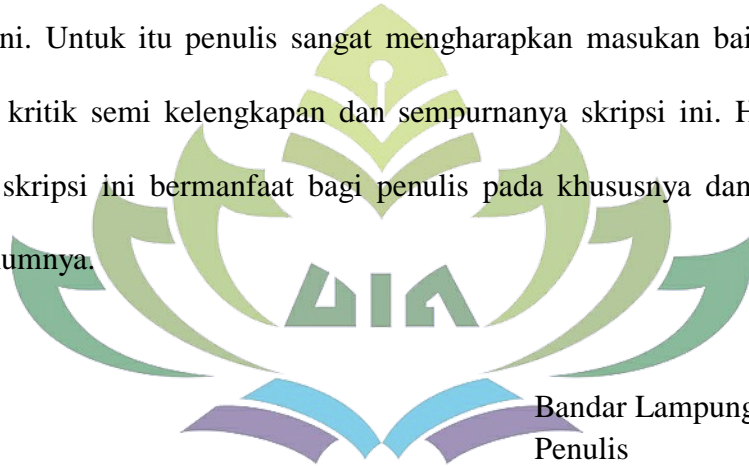 ni. Untuk itu penulis sangat mengharapkan masukan bai
kritik semi kelengkapan dan sempurnanya skripsi ini. H
skripsi ini bermanfaat bagi penulis pada khususnya dan
umnya.
UIN
Bandar Lampung
Penulis